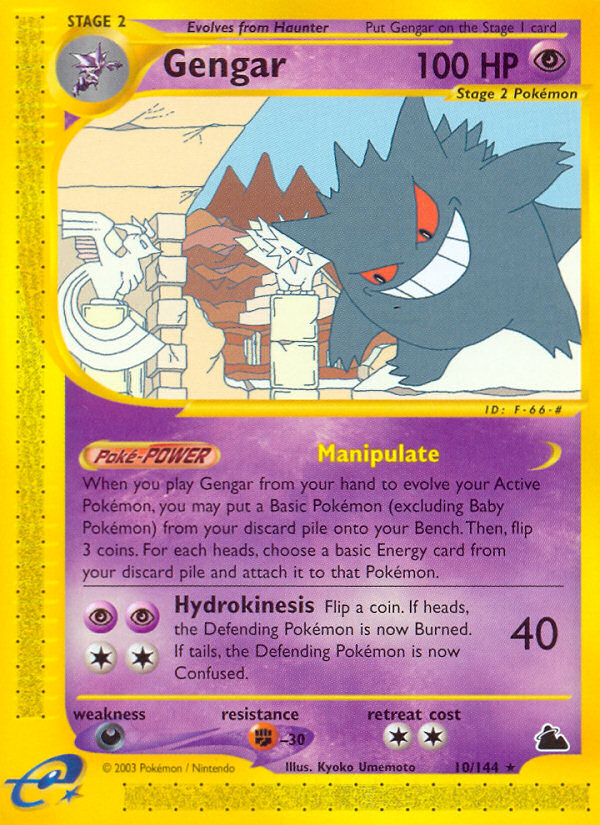 STAGE 2
Evolves from Haunter
Put Gengar on the Stage 1 card
Gengar
100 HP
Stage 2 Pokémon
ID: F-66-#
Poké-POWER
Manipulate
When you play Gengar from your hand to evolve your Active
Pokémon, you may put a Basic Pokémon (excluding Baby
Pokémon) from your discard pile onto your Bench. Then, flip
3 coins. For each heads, choose a basic Energy card from
your discard pile and attach it to that Pokémon.
Hydrokinesis Flip a coin. If heads,
the Defending Pokémon is now Burned.
If tails, the Defending Pokémon is now
Confused.
40
weakness
resistance
retreat cost
-30
© 2003 Pokémon / Nintendo
Illus. Kyoko Umemoto
10/144 ★
e